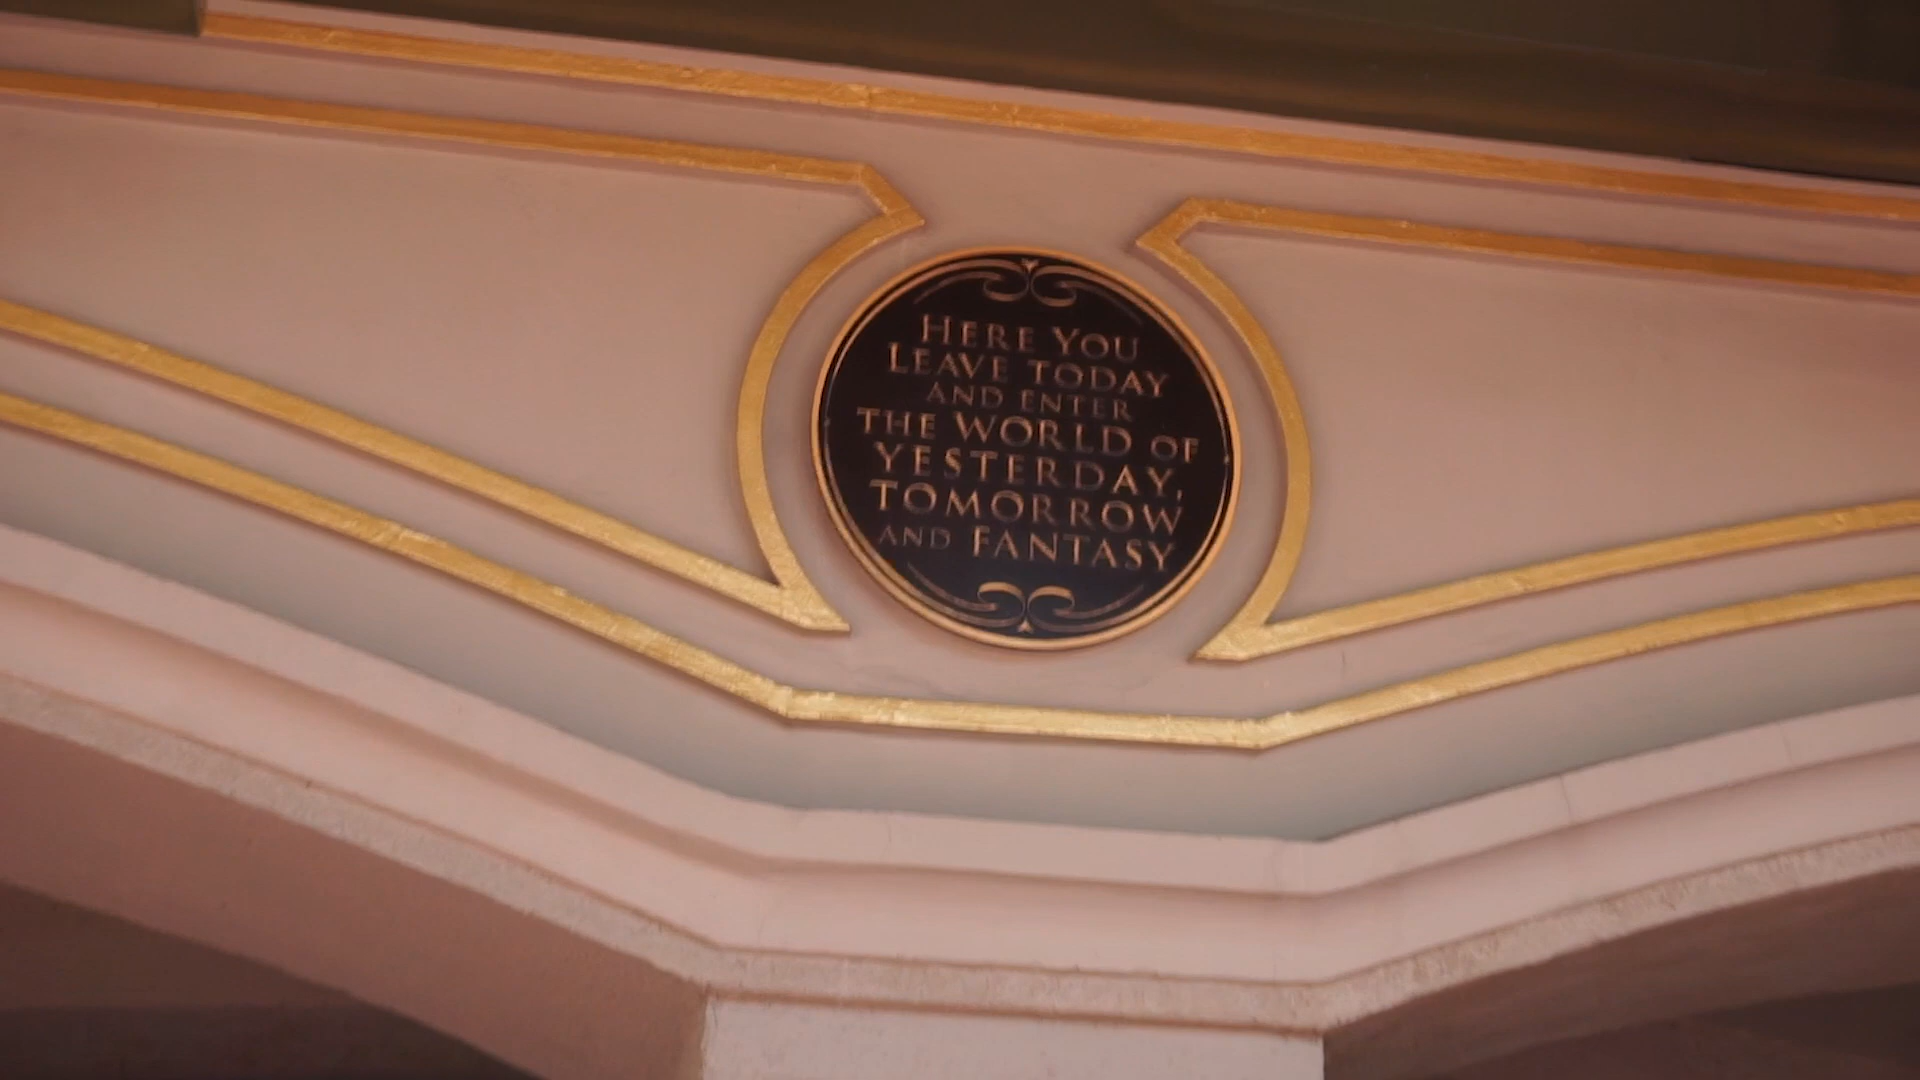 HERE YOU
LEAVE TODAY
AND ENTER
THE WORLD OF
YESTERDAY,
TOMORROW
AND FANTASY